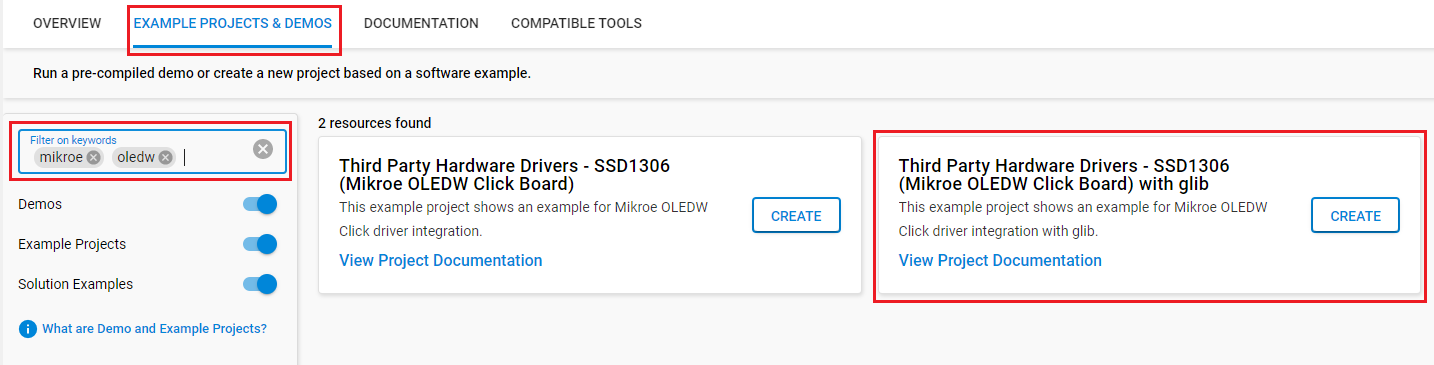 OVERVIEW
EXAMPLE PROJECTS & DEMOS
DOCUMENTATION
COMPATIBLE TOOLS
Run a pre-compiled demo or create a new project based on a software example.
Filter on keywords
mikroe
oledw
Demos
Example Projects
Solution Examples
What are Demo and Example Projects?
2 resources found
Third Party Hardware Drivers - SSD1306
(Mikroe OLEDW Click Board)
This example project shows an example for Mikroe OLEDW
Click driver integration.
View Project Documentation
CREATE
Third Party Hardware Drivers - SSD1306
(Mikroe OLEDW Click Board) with glib
This example project shows an example for Mikroe OLEDW
Click driver integration with glib.
View Project Documentation
CREATE